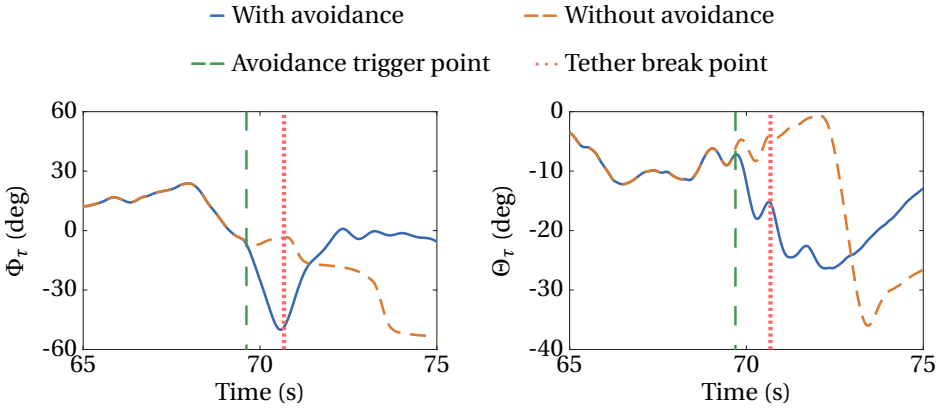 With avoidance
Without avoidance
Avoidance trigger point
Tether break point
60
30
0
-30
-60
65
70
75
Φτ (deg)
Time (s)
0
-10
-20
-30
-40
65
70
75
Θτ (deg)
Time (s)